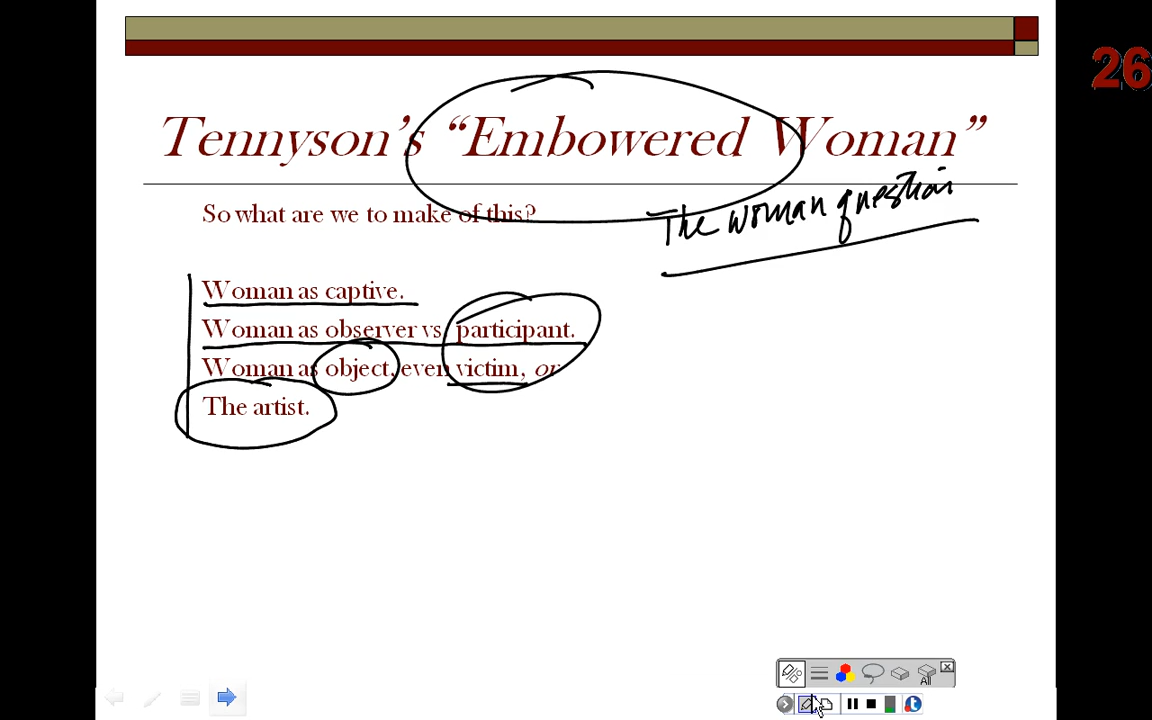 26
Tennyson's “Embowered Woman”
The woman question
So what are we to make of this?
Woman as captive.
Woman as observer vs. participant.
Woman as object, even victim, or
The artist.
All